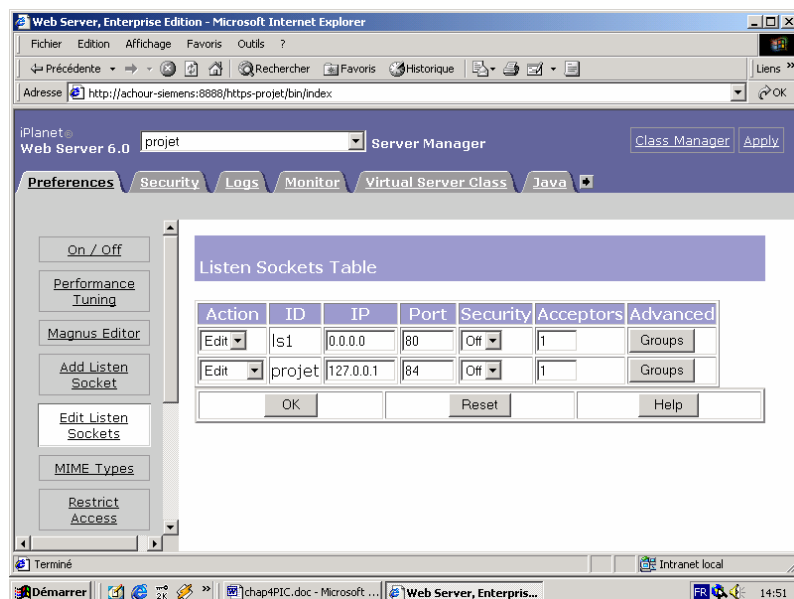 Web Server, Enterprise Edition - Microsoft Internet Explorer
Fichier Edition Affichage Favoris Outils ?
Précédente Rechercher Favoris Historique Liens »
Adresse http://achour-siemens:8888/https-projet/bin/index OK
iPlanet®
Web Server 6.0 projet Server Manager Class Manager Apply
Preferences Security Logs Monitor Virtual Server Class Java
On / Off
Performance
Tuning
Magnus Editor
Add Listen
Socket
Edit Listen
Sockets
MIME Types
Restrict
Access
Listen Sockets Table
Action ID IP Port Security Acceptors Advanced
Edit ls1 0.0.0.0 80 Off 1 Groups
Edit projet 127.0.0.1 84 Off 1 Groups
OK Reset Help
Terminé Intranet local
Démarrer » chap4PIC.doc - Microsoft ... Web Server, Enterpris... FR 14:51